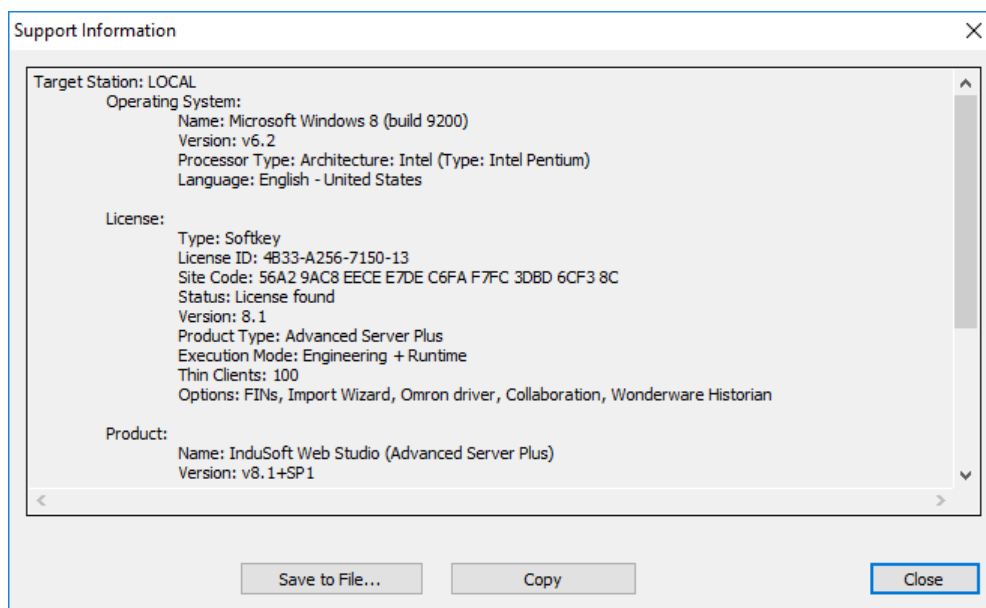 Support Information
Target Station: LOCAL
Operating System:
Name: Microsoft Windows 8 (build 9200)
Version: v6.2
Processor Type: Architecture: Intel (Type: Intel Pentium)
Language: English - United States
License:
Type: Softkey
License ID: 4B33-A256-7150-13
Site Code: 56A2 9AC8 EECE E7DE C6FA F7FC 3DBD 6CF3 8C
Status: License found
Version: 8.1
Product Type: Advanced Server Plus
Execution Mode: Engineering + Runtime
Thin Clients: 100
Options: FINs, Import Wizard, Omron driver, Collaboration, Wonderware Historian
Product:
Name: InduSoft Web Studio (Advanced Server Plus)
Version: v8.1+SP1
Save to File... Copy Close